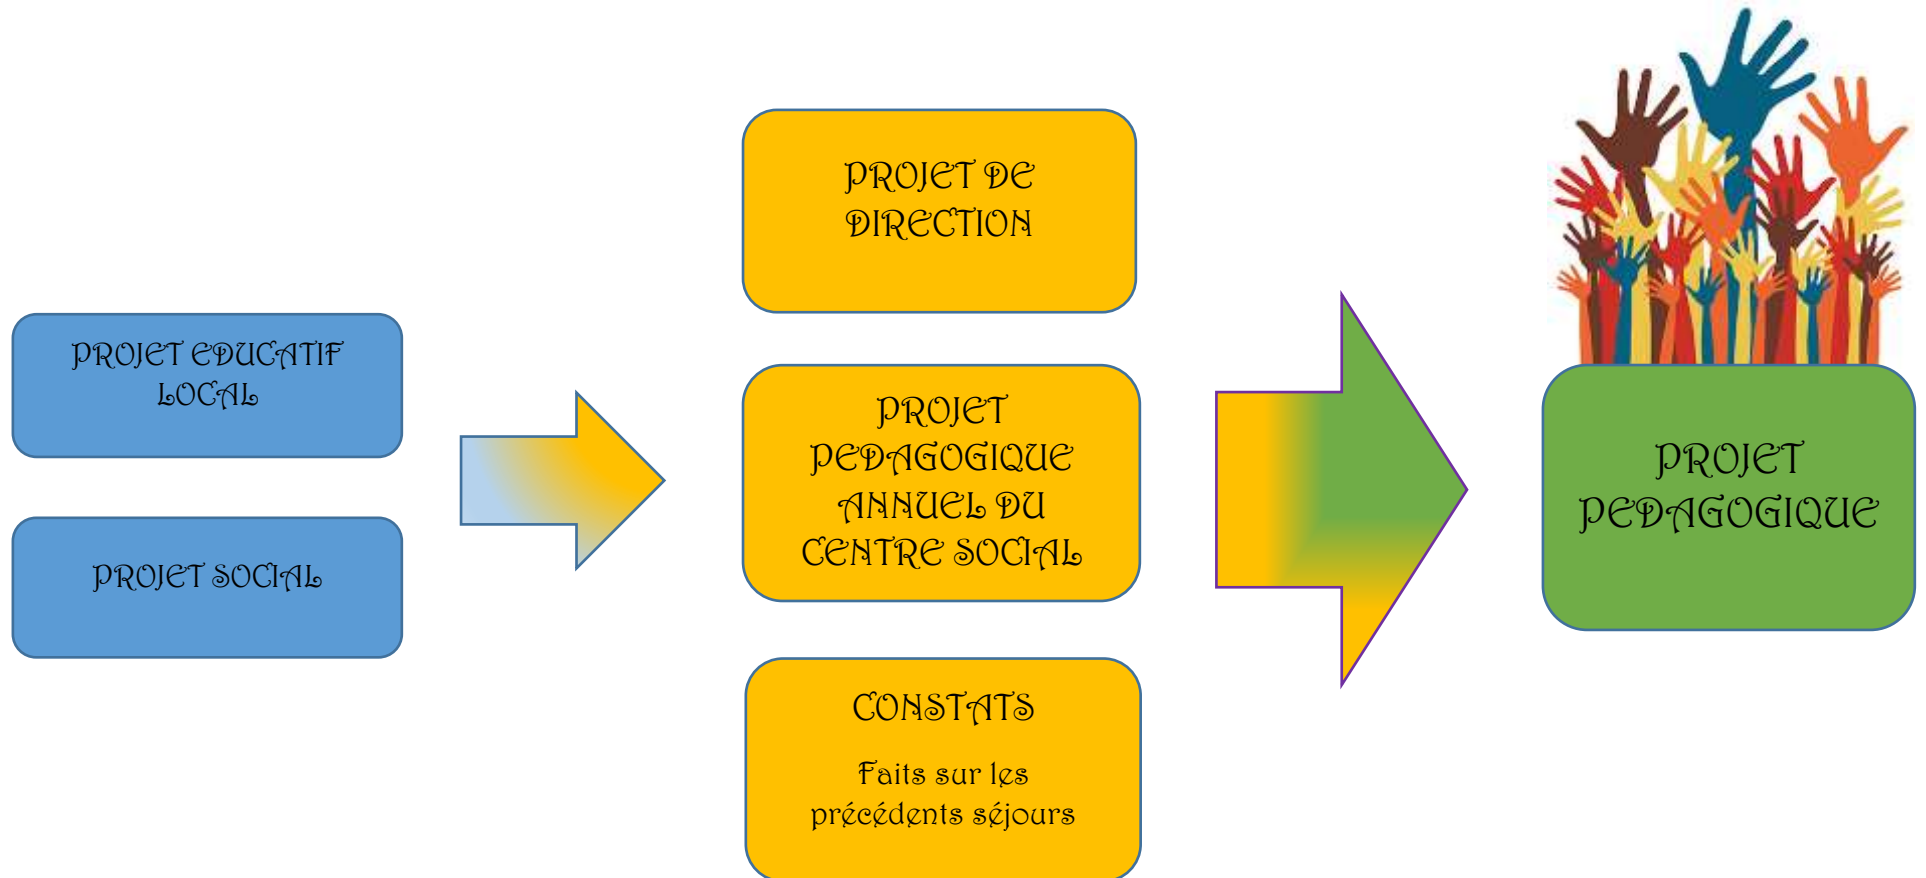 PROJET EDUCATIF
LOCAL
PROJET SOCIAL
PROJET DE
DIRECTION
PROJET
PEDAGOGIQUE
ANNUEL DU
CENTRE SOCIAL
CONSTATS
Faits sur les
précédents séjours
PROJET
PEDAGOGIQUE